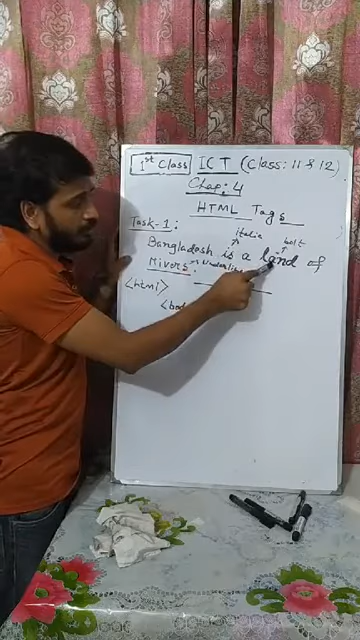 1st Class ICT (Class: 11 & 12)
Chap: 4
HTML Tags
Task-1:
italic bolt
Bangladesh is a land of
Rivers → underline
<html>
<bod